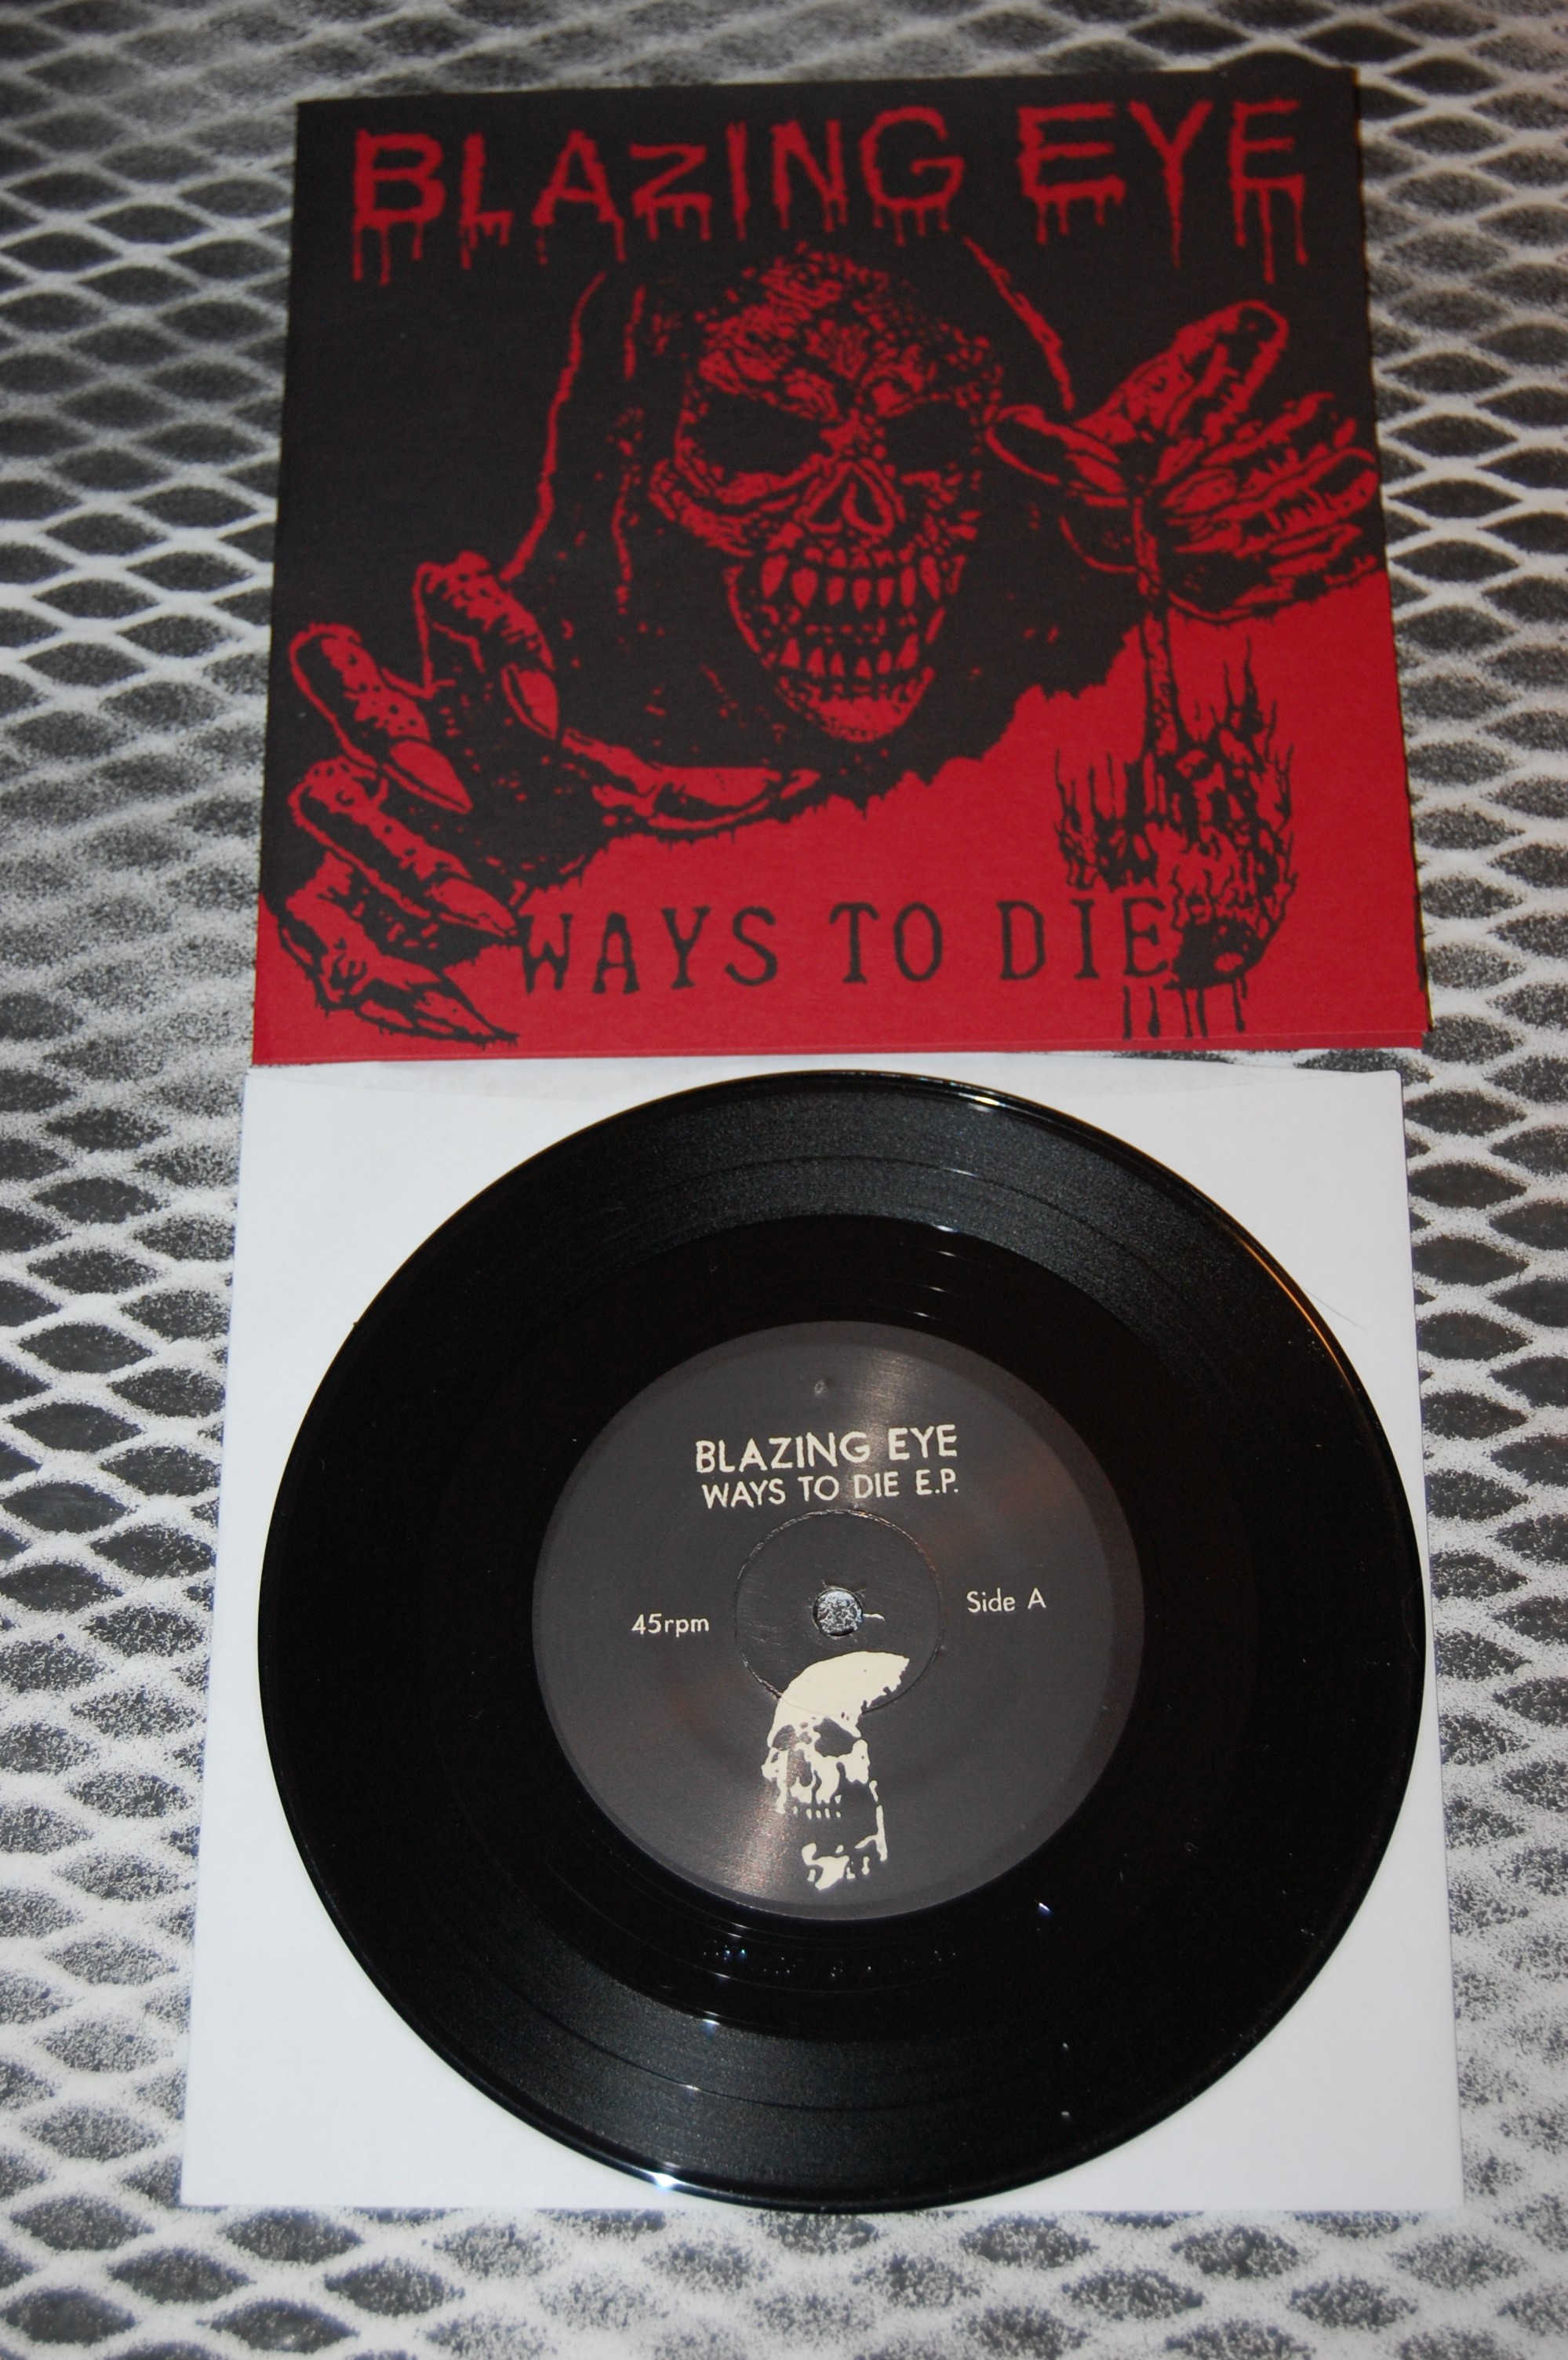 BLAZING EYE
WAYS TO DIE
BLAZING EYE
WAYS TO DIE E.P.
45rpm
Side A